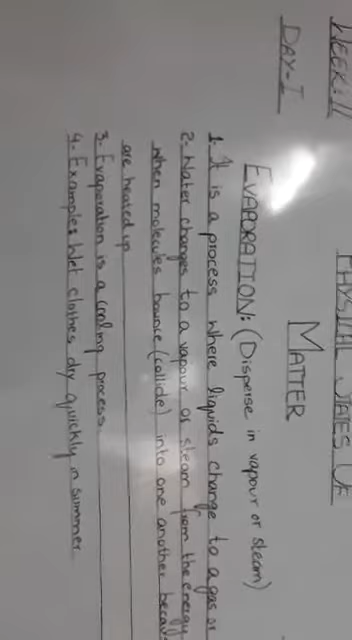 WEEK:11
PHYSICAL STATES OF
DAY-I
MATTER
EVAPORATION: (Disperse in vapour or steam)
1- It is a process where liquids change to a gas or
2- Water changes to a vapour or steam from the energy
when molecules bounce (collide) into one another becau
are heated up
3- Evaporation is a cooling process.
4- Examples Wet clothes dry quickly in summer